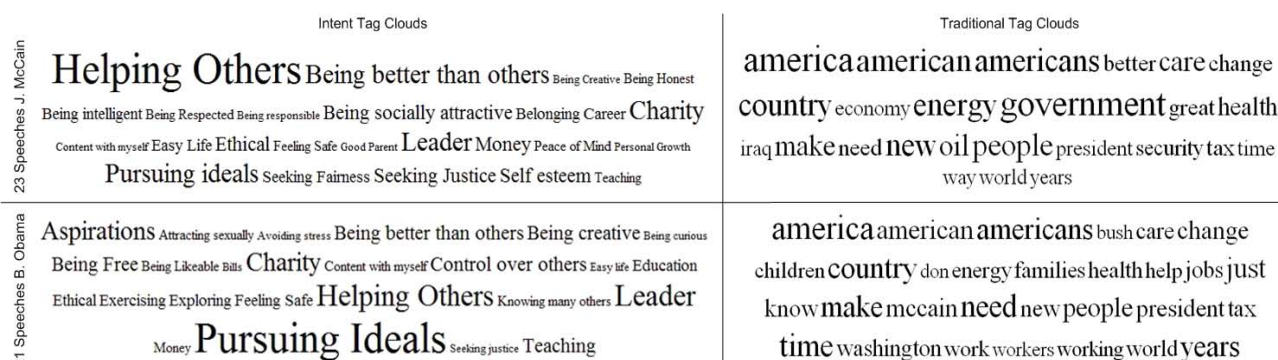 Intent Tag Clouds
Traditional Tag Clouds
23 Speeches J. McCain
Helping Others Being better than others Being Creative Being Honest
Being intelligent Being Respected Being responsible Being socially attractive Belonging Career Charity
Content with myself Easy Life Ethical Feeling Safe Good Parent Leader Money Peace of Mind Personal Growth
Pursuing ideals Seeking Fairness Seeking Justice Self esteem Teaching
america american americans better care change
country economy energy government great health
iraq make need new oil people president security tax time
way world years
1 Speeches B. Obama
Aspirations Attracting sexually Avoiding stress Being better than others Being creative Being curious
Being Free Being Likeable Bills Charity Content with myself Control over others Easy life Education
Ethical Exercising Exploring Feeling Safe Helping Others Knowing many others Leader
Money Pursuing Ideals Seeking justice Teaching
america american americans bush care change
children country don energy families health help jobs just
know make mccain need new people president tax
time washington work workers working world years